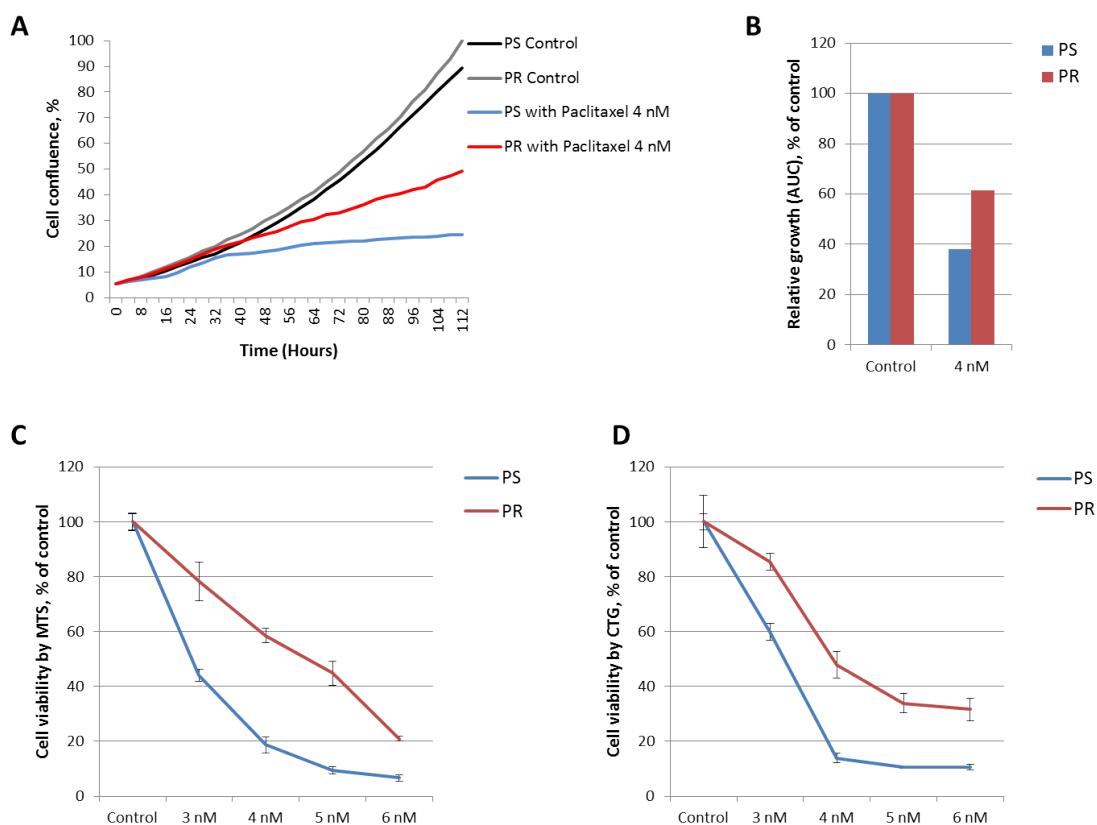 A
Cell confluence, %
100
90
80
70
60
50
40
30
20
10
0
0 8 16 24 32 40 48 56 64 72 80 88 96 104 112
Time (Hours)
PS Control
PR Control
PS with Paclitaxel 4 nM
PR with Paclitaxel 4 nM
B
Relative growth (AUC), % of control
120
100
80
60
40
20
0
Control 4 nM
PS
PR
C
Cell viability by MTS, % of control
120
100
80
60
40
20
0
Control 3 nM 4 nM 5 nM 6 nM
PS
PR
D
Cell viability by CTG, % of control
120
100
80
60
40
20
0
Control 3 nM 4 nM 5 nM 6 nM
PS
PR